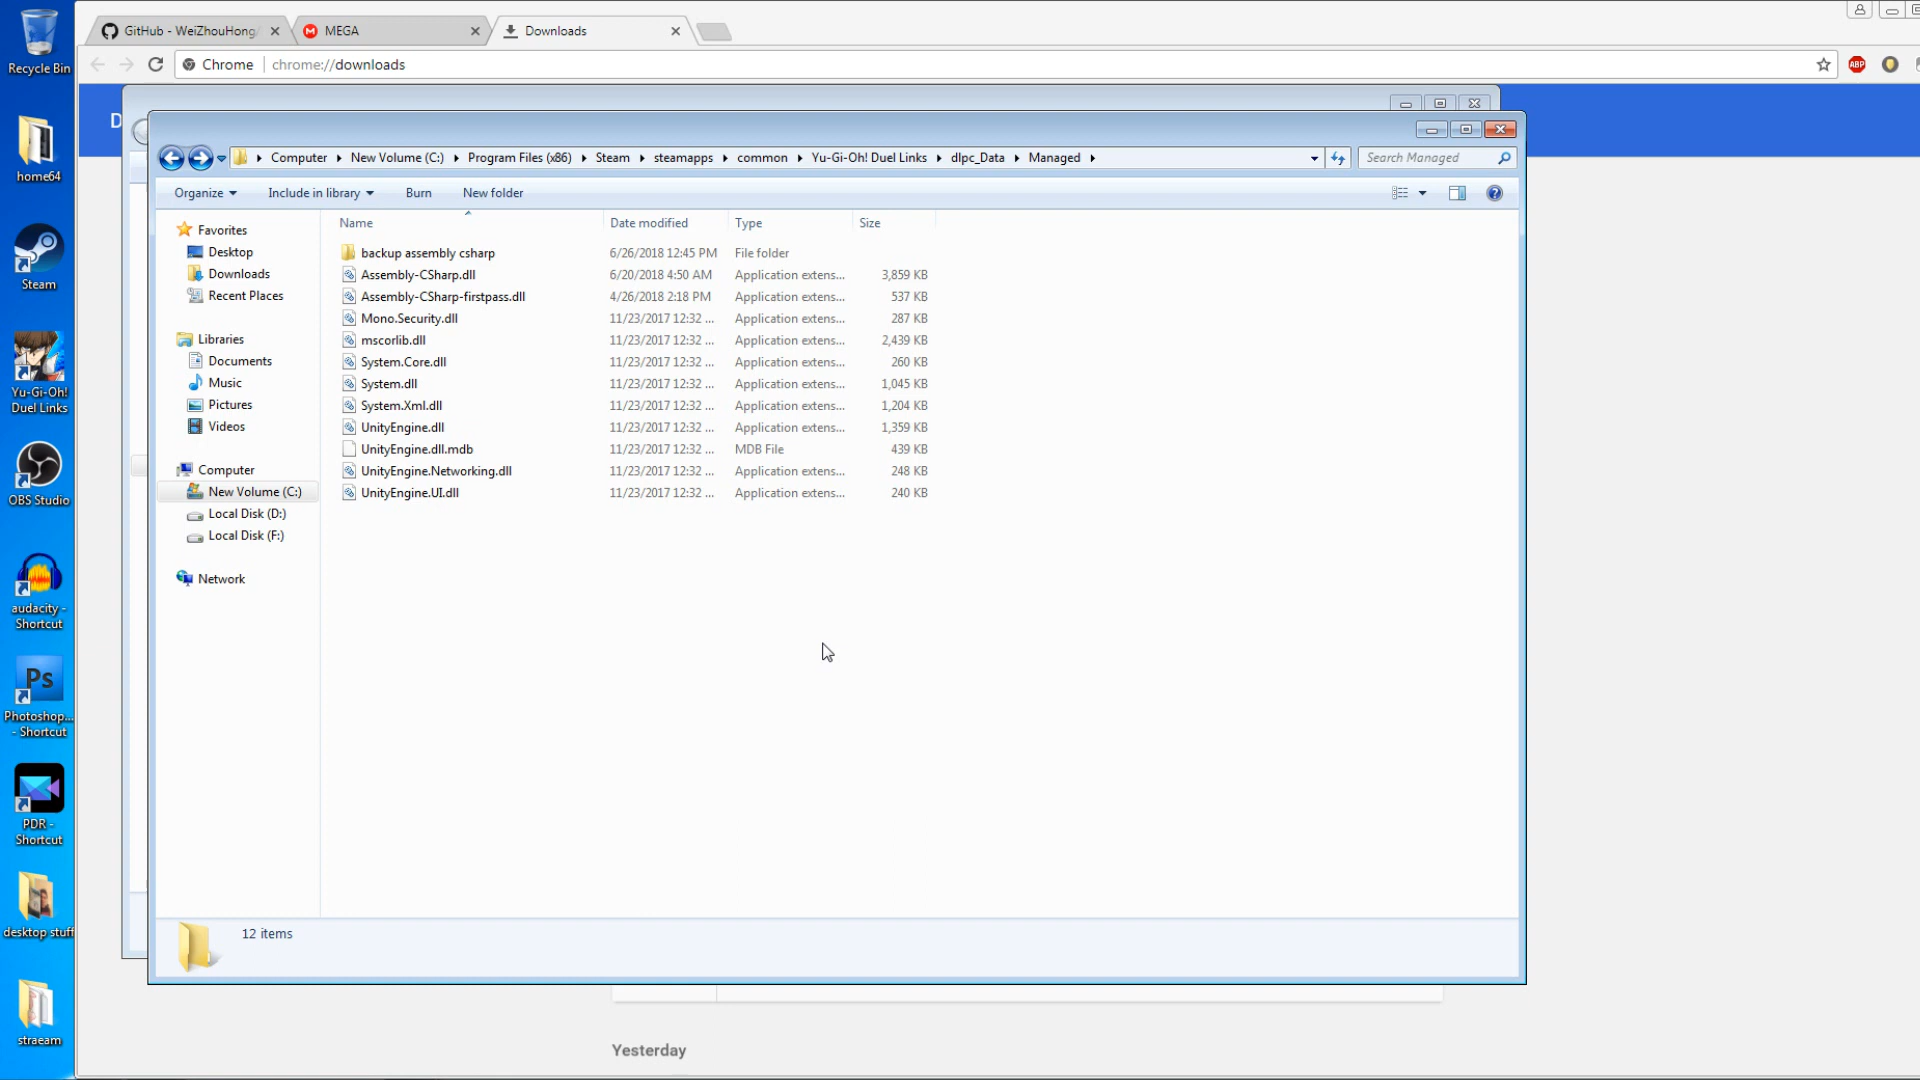 Recycle Bin
home64
Steam
Yu-Gi-Oh!
Duel Links
OBS Studio
audacity -
Shortcut
Ps
Photoshop...
- Shortcut
PDR -
Shortcut
desktop stuff
straeam
GitHub - WeiZhouHong
MEGA
Downloads
Chrome
chrome://downloads
ABP
D
Computer
New Volume (C:)
Program Files (x86)
Steam
steamapps
common
Yu-Gi-Oh! Duel Links
dlpc_Data
Managed
Search Managed
Organize
Include in library
Burn
New folder
Favorites
Desktop
Downloads
Recent Places
Libraries
Documents
Music
Pictures
Videos
Computer
New Volume (C:)
Local Disk (D:)
Local Disk (F:)
Network
Name Date modified Type Size
backup assembly csharp 6/26/2018 12:45 PM File folder
Assembly-CSharp.dll 6/20/2018 4:50 AM Application extens... 3,859 KB
Assembly-CSharp-firstpass.dll 4/26/2018 2:18 PM Application extens... 537 KB
Mono.Security.dll 11/23/2017 12:32 ... Application extens... 287 KB
mscorlib.dll 11/23/2017 12:32 ... Application extens... 2,439 KB
System.Core.dll 11/23/2017 12:32 ... Application extens... 260 KB
System.dll 11/23/2017 12:32 ... Application extens... 1,045 KB
System.Xml.dll 11/23/2017 12:32 ... Application extens... 1,204 KB
UnityEngine.dll 11/23/2017 12:32 ... Application extens... 1,359 KB
UnityEngine.dll.mdb 11/23/2017 12:32 ... MDB File 439 KB
UnityEngine.Networking.dll 11/23/2017 12:32 ... Application extens... 248 KB
UnityEngine.UI.dll 11/23/2017 12:32 ... Application extens... 240 KB
12 items
Yesterday